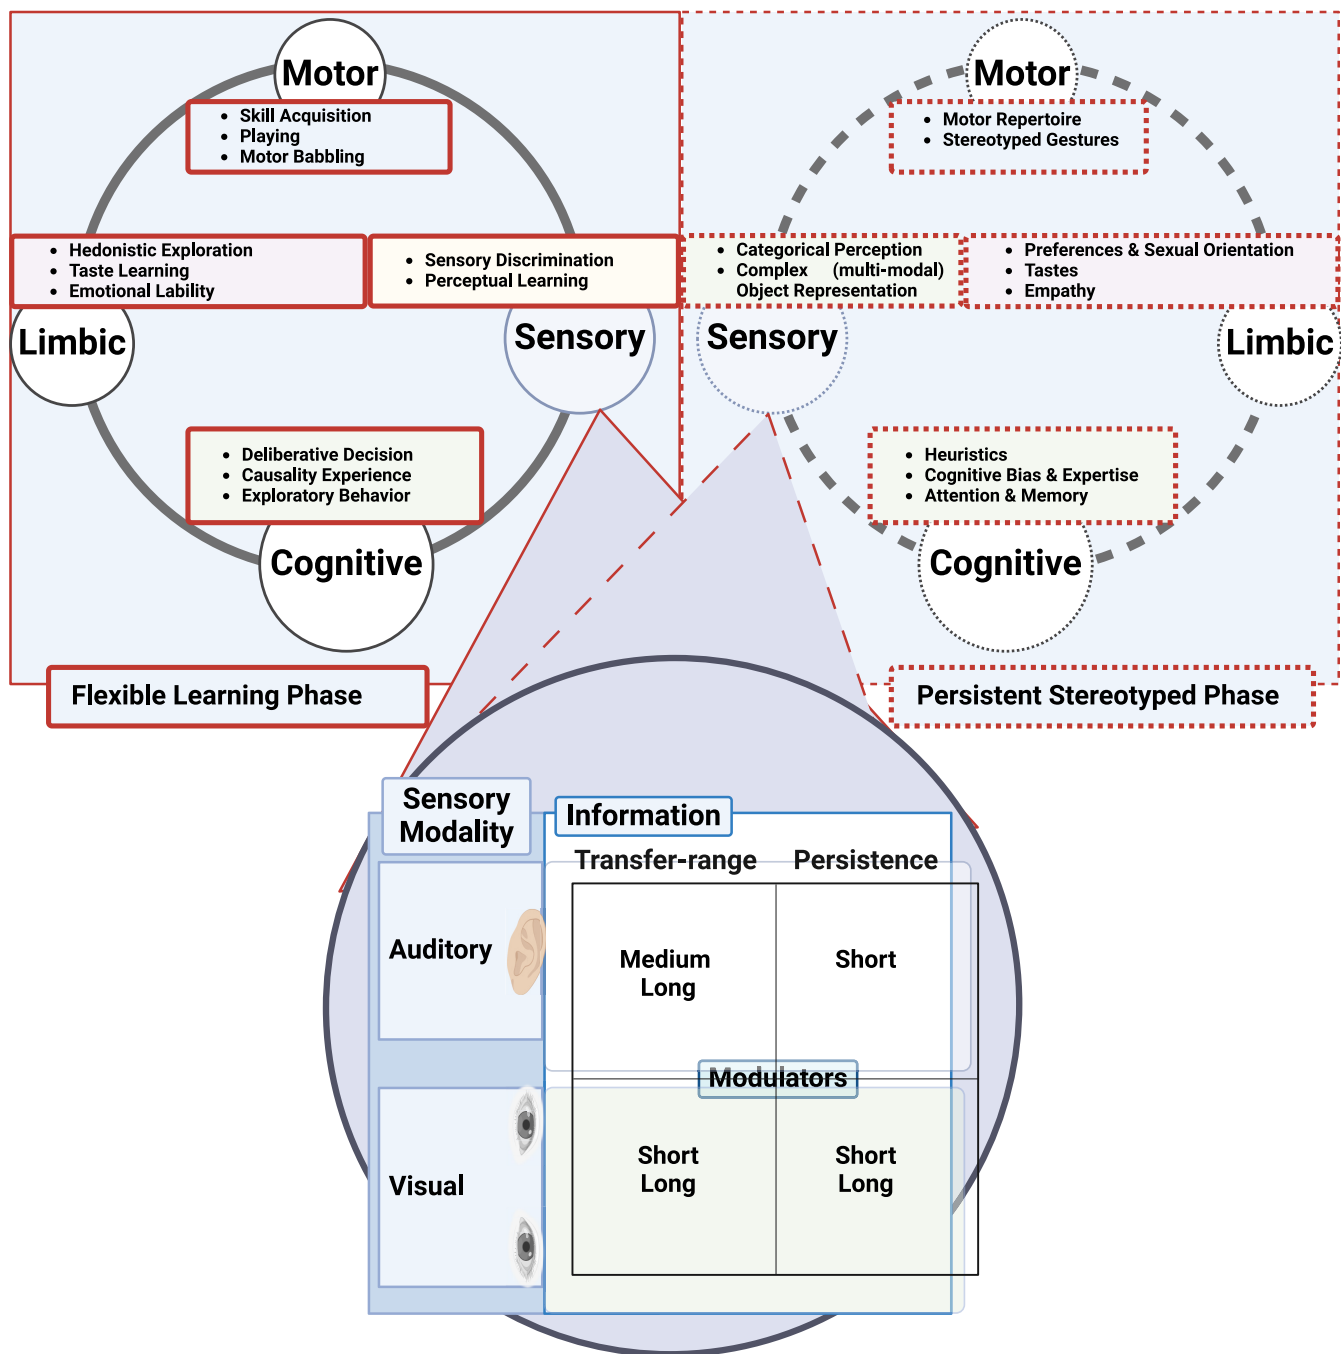 Motor
• Skill Acquisition
• Playing
• Motor Babbling
• Hedonistic Exploration
• Taste Learning
• Emotional Lability
• Sensory Discrimination
• Perceptual Learning
Limbic
Sensory
• Deliberative Decision
• Causality Experience
• Exploratory Behavior
Cognitive
Flexible Learning Phase
Motor
• Motor Repertoire
• Stereotyped Gestures
• Categorical Perception
• Complex (multi-modal)
Object Representation
• Preferences & Sexual Orientation
• Tastes
• Empathy
Sensory
Limbic
• Heuristics
• Cognitive Bias & Expertise
• Attention & Memory
Cognitive
Persistent Stereotyped Phase
Sensory
Modality
Information
Transfer-range Persistence
Auditory
Medium
Long
Short
Modulators
Visual
Short
Long
Short
Long